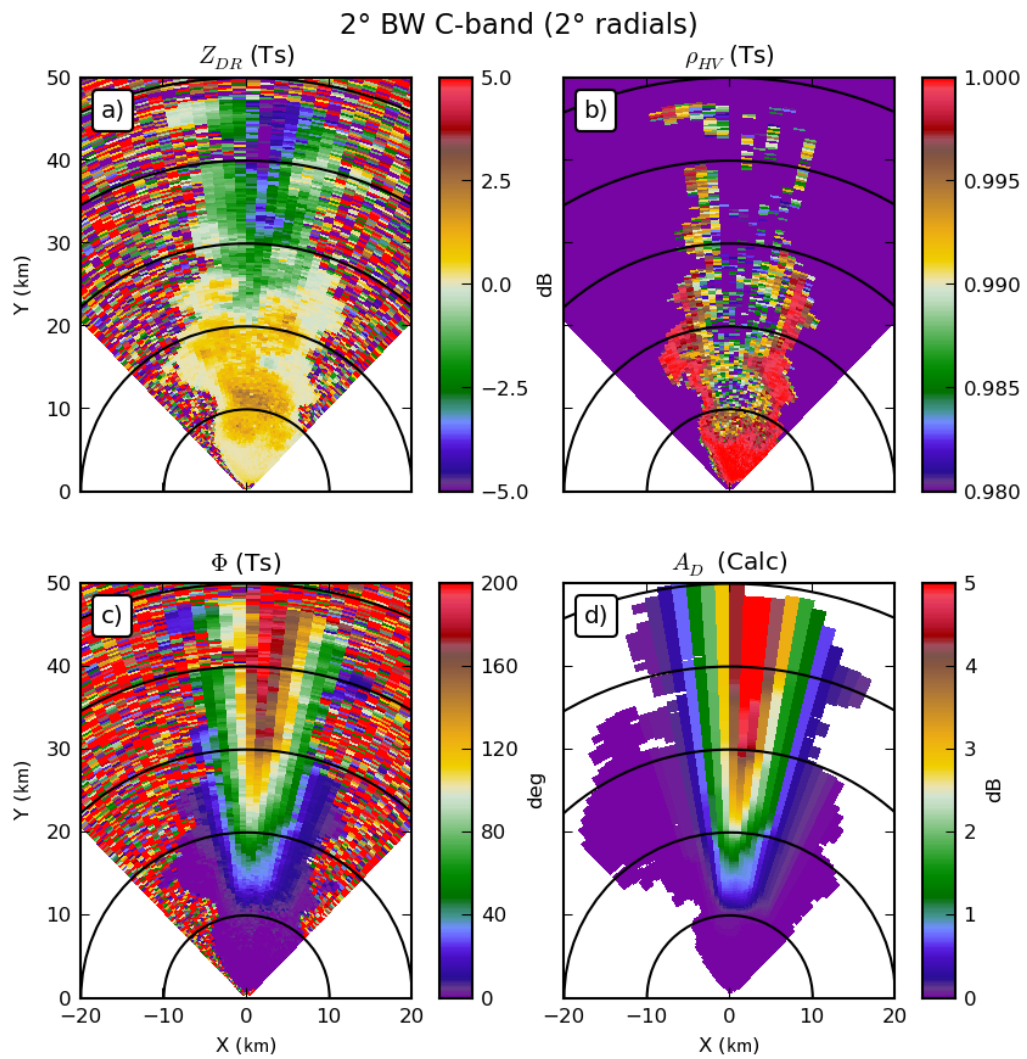 2° BW C-band (2° radials)
Z_DR (Ts)
ρ_HV (Ts)
a)
b)
50
40
30
20
10
0
Y (km)
5.0
2.5
0.0
−2.5
−5.0
dB
1.000
0.995
0.990
0.985
0.980
Φ (Ts)
A_D (Calc)
c)
d)
50
40
30
20
10
0
Y (km)
−20 −10 0 10 20
X (km)
200
160
120
80
40
0
deg
−20 −10 0 10 20
X (km)
5
4
3
2
1
0
dB